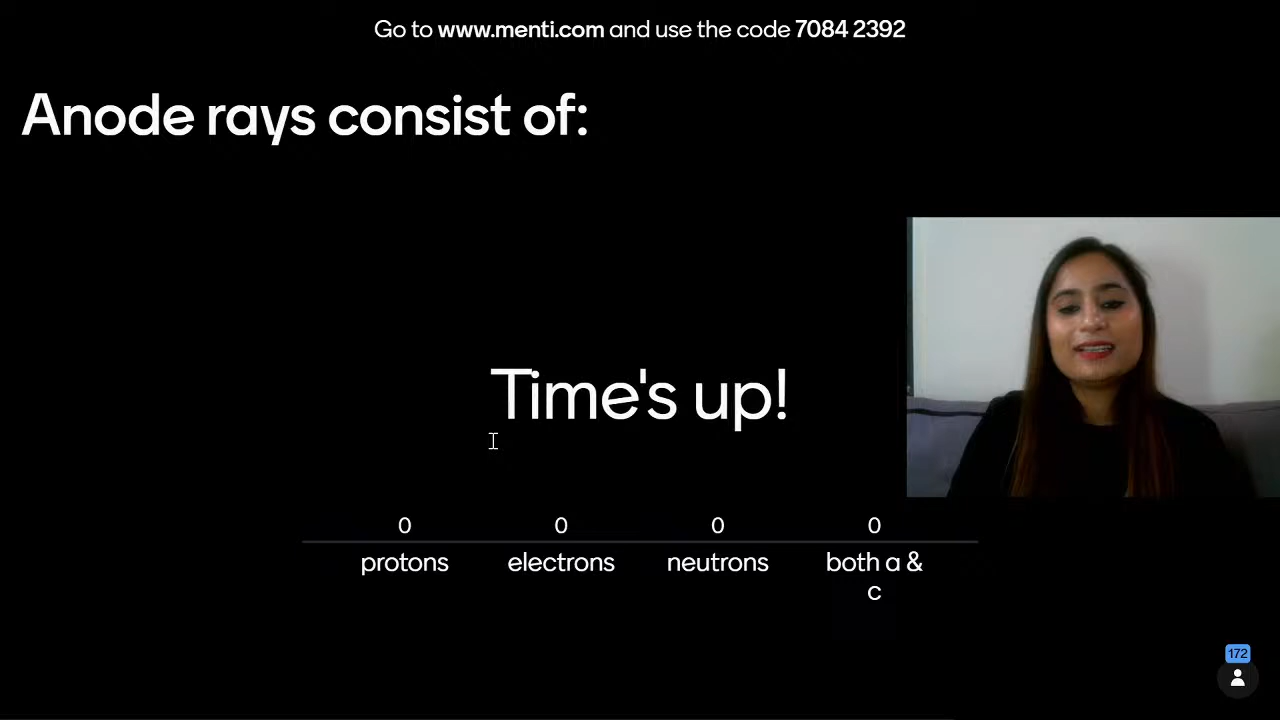 Go to www.menti.com and use the code 7084 2392
Anode rays consist of:
Time's up!
0 0 0 0
protons electrons neutrons both a &
c
172